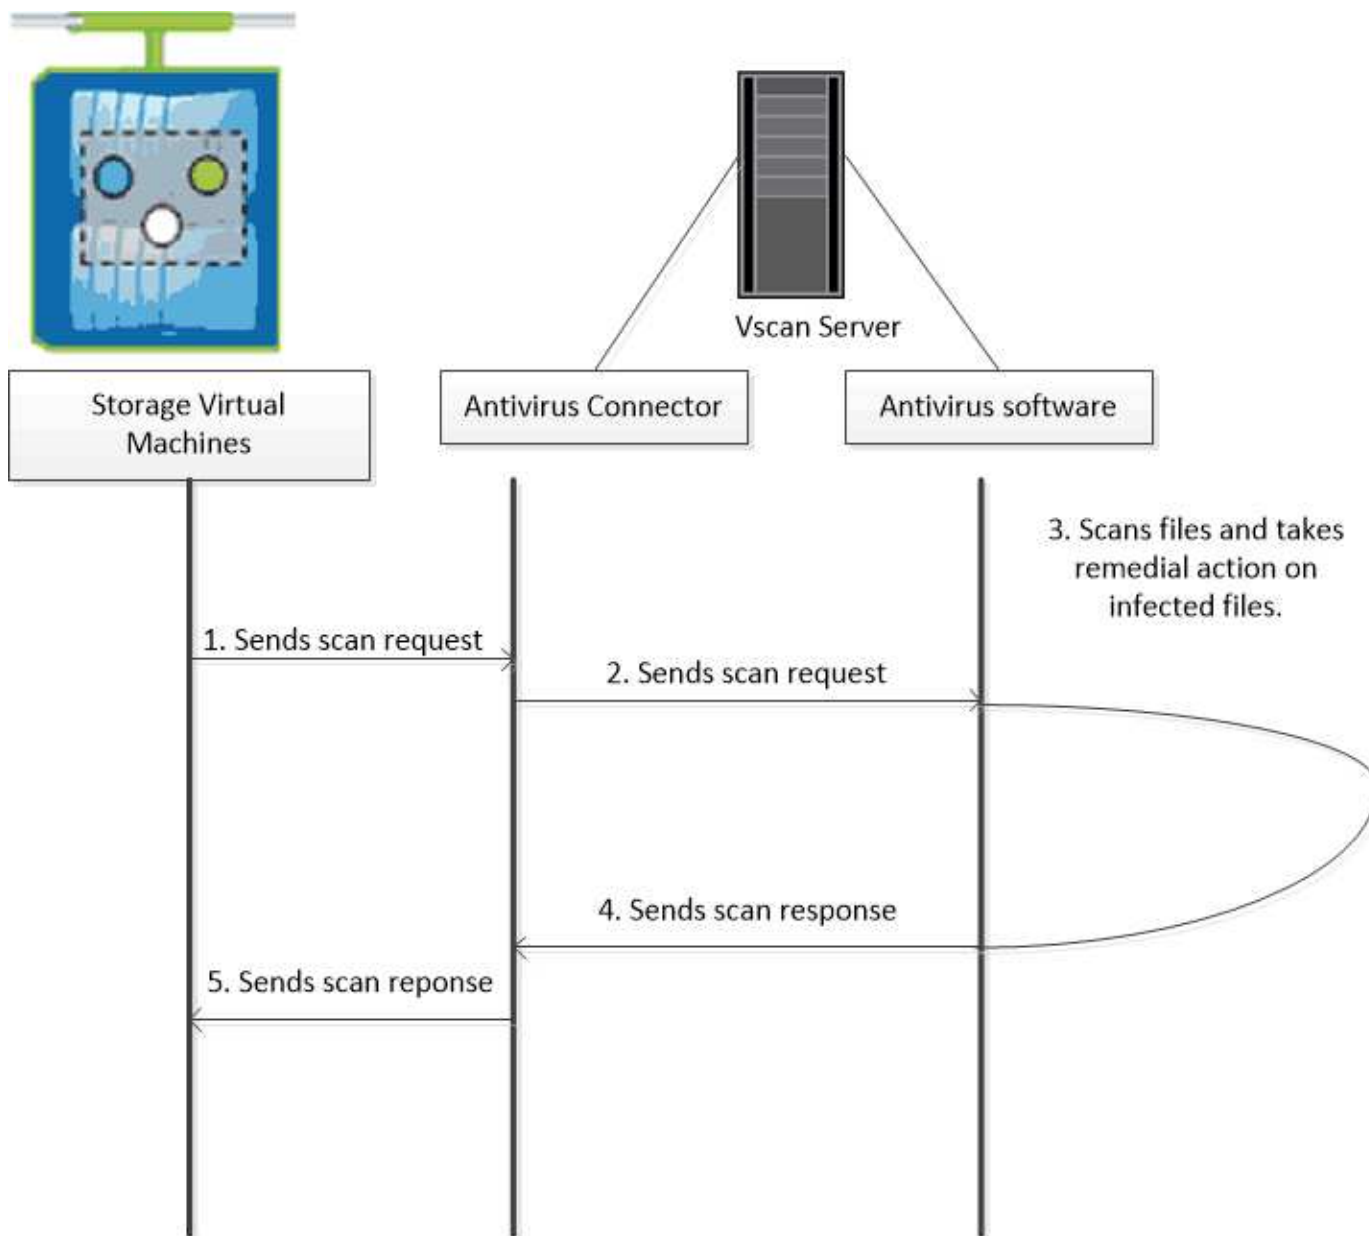 Vscan Server
Storage Virtual
Machines
Antivirus Connector
Antivirus software
3. Scans files and takes
remedial action on
infected files.
1. Sends scan request
2. Sends scan request
4. Sends scan response
5. Sends scan reponse